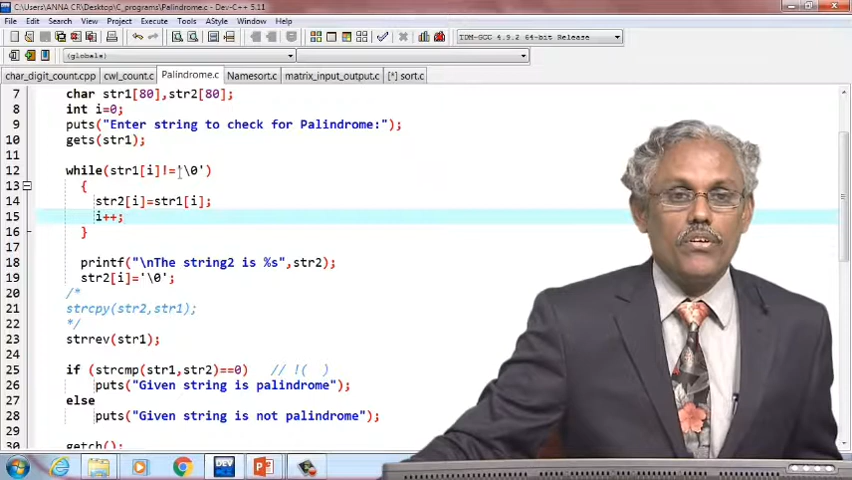 C:\Users\ANNA CR\Desktop\C_programs\Palindrome.c - Dev-C++ 5.11
File Edit Search View Project Execute Tools AStyle Window Help
TDM-GCC 4.9.2 64-bit Release
(globals)
char_digit_count.cpp cwl_count.c Palindrome.c Namesort.c matrix_input_output.c [*] sort.c
7 char str1[80],str2[80];
8 int i=0;
9 puts("Enter string to check for Palindrome:");
10 gets(str1);
11
12 while(str1[i]!='\0')
13 {
14 str2[i]=str1[i];
15 i++;
16 }
17
18 printf("\nThe string2 is %s",str2);
19 str2[i]='\0';
20 /*
21 strcpy(str2,str1);
22 */
23 strrev(str1);
24
25 if (strcmp(str1,str2)==0) // !( )
26 puts("Given string is palindrome");
27 else
28 puts("Given string is not palindrome");
29
30 getch();
DEV